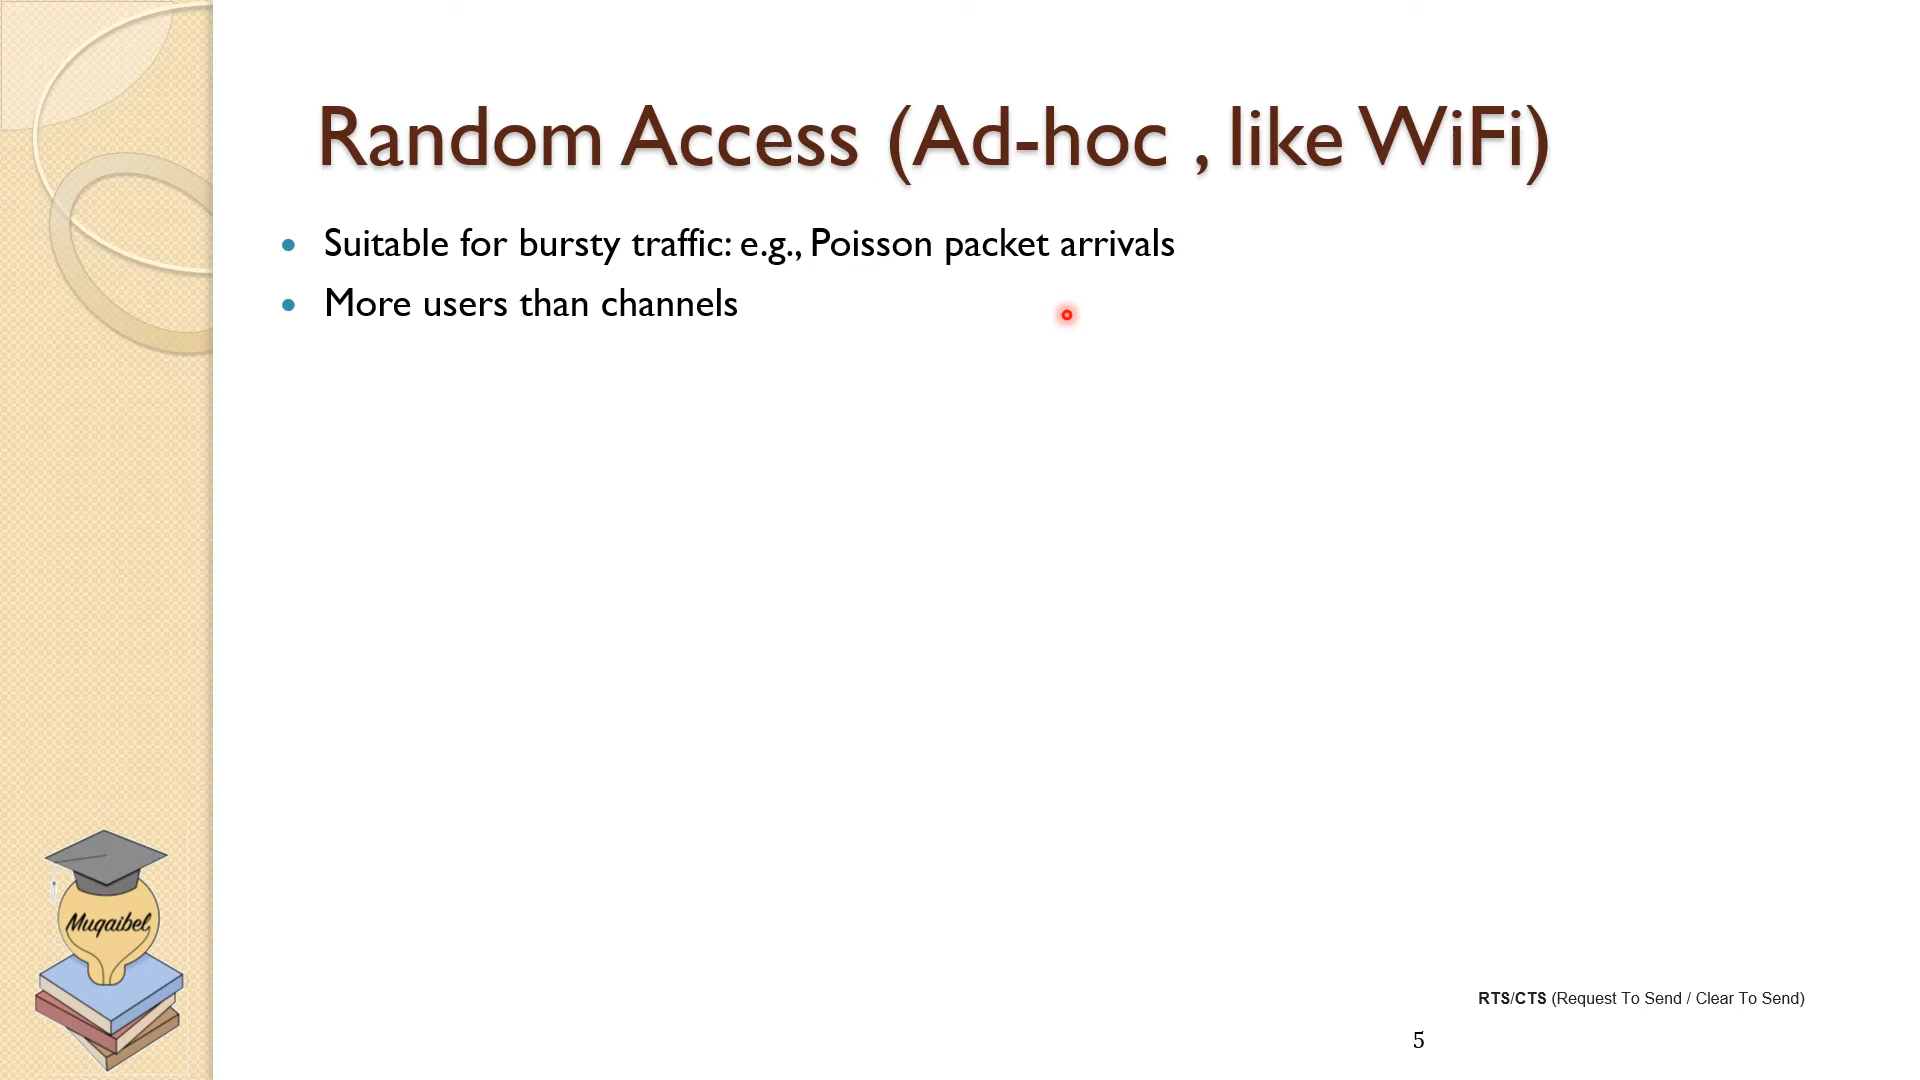 Random Access (Ad-hoc , like WiFi)
• Suitable for bursty traffic: e.g., Poisson packet arrivals
• More users than channels
Muqaibel
RTS/CTS (Request To Send / Clear To Send)
5